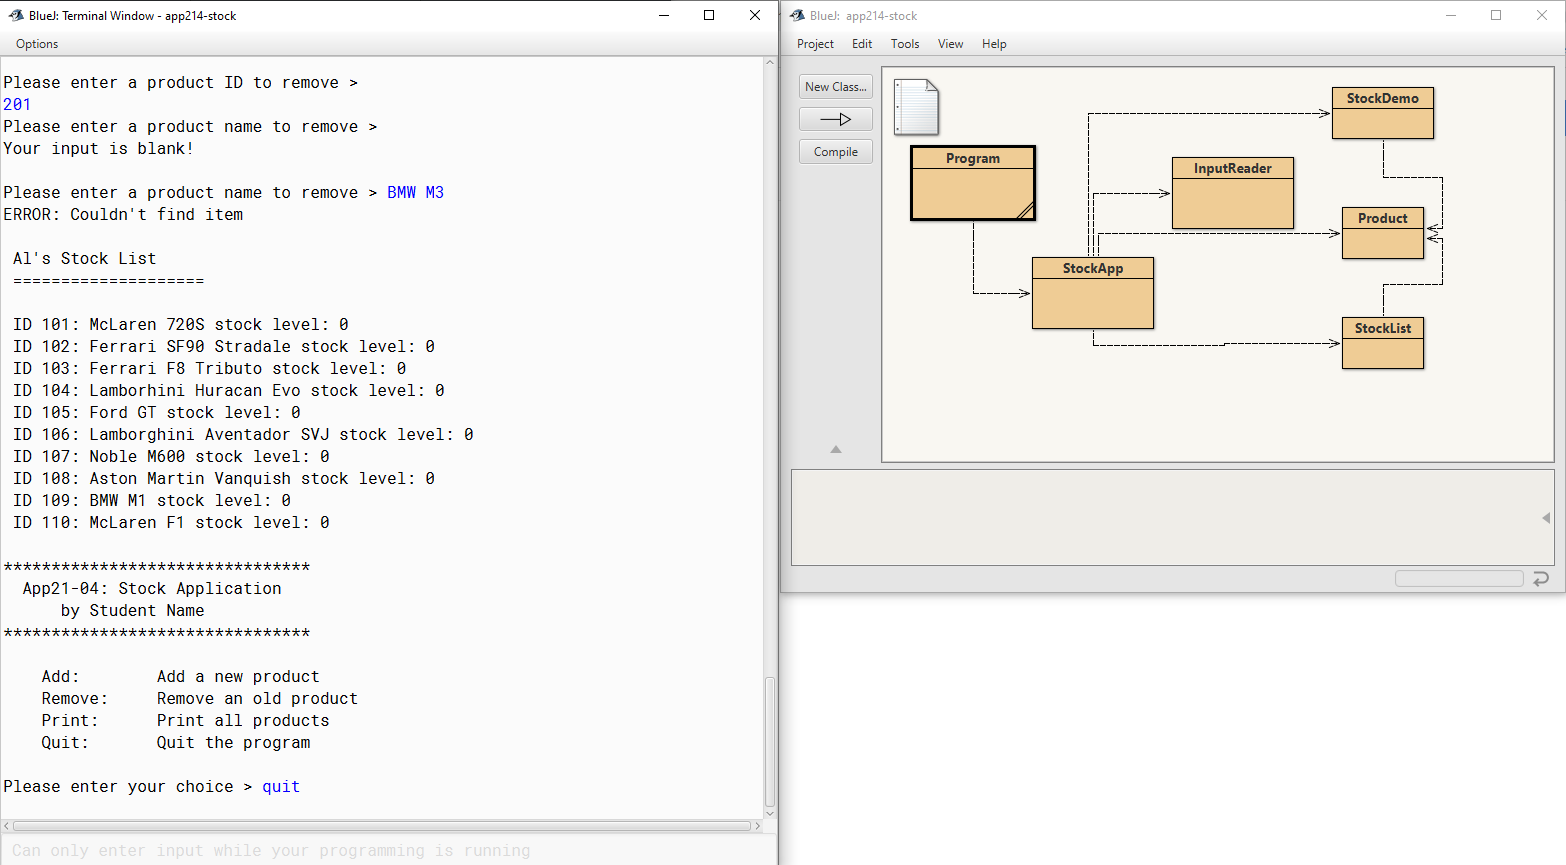 BlueJ: Terminal Window - app214-stock
Options
Please enter a product ID to remove >
201
Please enter a product name to remove >
Your input is blank!
Please enter a product name to remove > BMW M3
ERROR: Couldn't find item
Al's Stock List
====================
ID 101: McLaren 720S stock level: 0
ID 102: Ferrari SF90 Stradale stock level: 0
ID 103: Ferrari F8 Tributo stock level: 0
ID 104: Lamborhini Huracan Evo stock level: 0
ID 105: Ford GT stock level: 0
ID 106: Lamborghini Aventador SVJ stock level: 0
ID 107: Noble M600 stock level: 0
ID 108: Aston Martin Vanquish stock level: 0
ID 109: BMW M1 stock level: 0
ID 110: McLaren F1 stock level: 0
********************************
App21-04: Stock Application
by Student Name
********************************
Add: Add a new product
Remove: Remove an old product
Print: Print all products
Quit: Quit the program
Please enter your choice > quit
Can only enter input while your programming is running
BlueJ: app214-stock
Project Edit Tools View Help
New Class...
Compile
Program
StockDemo
InputReader
Product
StockApp
StockList